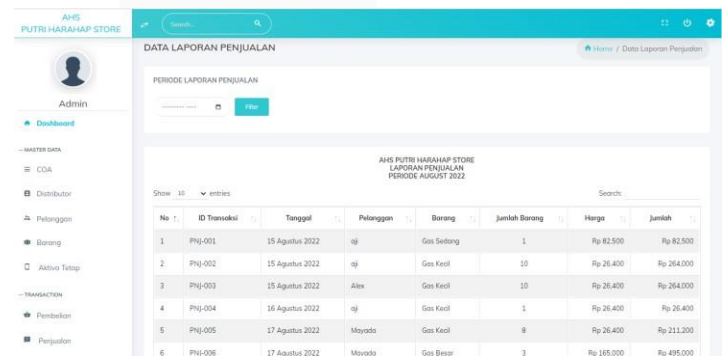 AHS
PUTRI HARAHAP STORE
Search..
Admin
Dashboard
-- MASTER DATA
COA
Distributor
Pelanggan
Barang
Aktiva Tetap
-- TRANSACTION
Pembelian
Penjualan
DATA LAPORAN PENJUALAN
Home / Data Laporan Penjualan
PERIODE LAPORAN PENJUALAN
--------- ----
Filter
AHS PUTRI HARAHAP STORE
LAPORAN PENJUALAN
PERIODE AUGUST 2022
Show 10 entries
Search:
No ID Transaksi Tanggal Pelanggan Barang Jumlah Barang Harga Jumlah
1 PNJ-001 15 Agustus 2022 aji Gas Sedang 1 Rp 82.500 Rp 82,500
2 PNJ-002 15 Agustus 2022 aji Gas Kecil 10 Rp 26.400 Rp 264.000
3 PNJ-003 15 Agustus 2022 Alex Gas Kecil 10 Rp 26.400 Rp 264.000
4 PNJ-004 16 Agustus 2022 aji Gas Kecil 1 Rp 26.400 Rp 26.400
5 PNJ-005 17 Agustus 2022 Mayada Gas Kecil 8 Rp 26.400 Rp 211,200
6 PNJ-006 17 Agustus 2022 Mayada Gas Besar 3 Rp 165.000 Rp 495.000